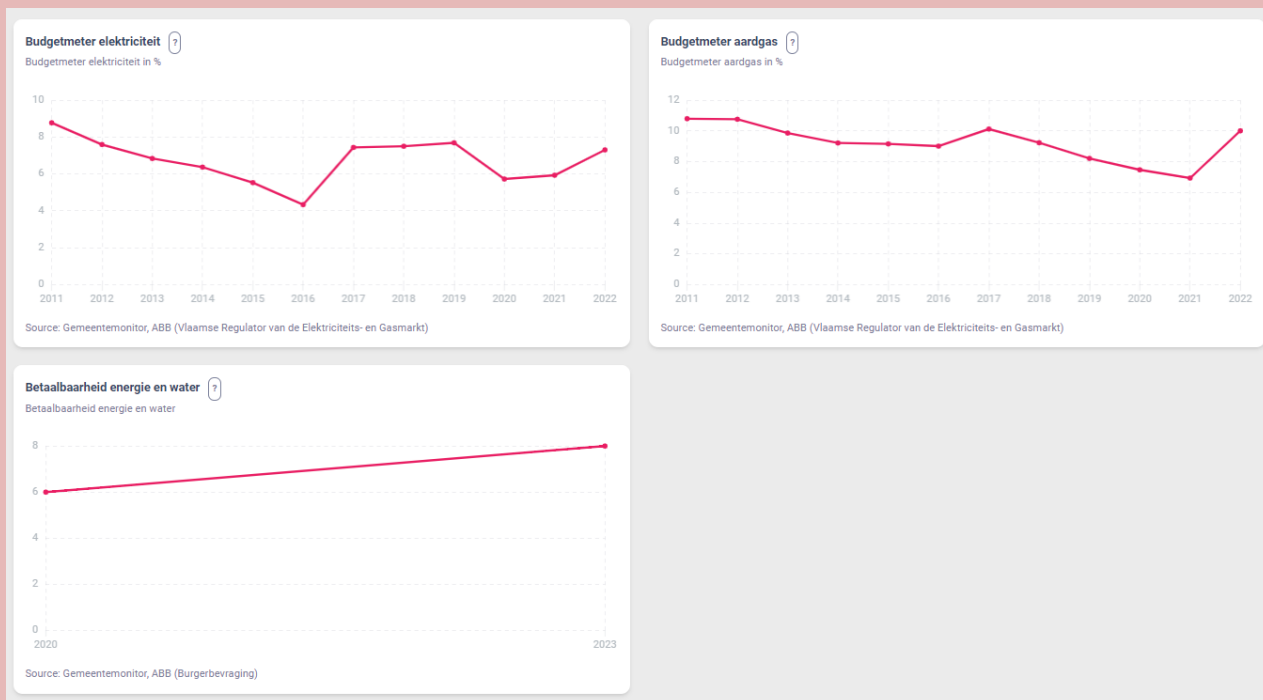 Budgetmeter elektriciteit ?
Budgetmeter elektriciteit in %
10
8
6
4
2
0
2011 2012 2013 2014 2015 2016 2017 2018 2019 2020 2021 2022
Source: Gemeentemonitor, ABB (Vlaamse Regulator van de Elektriciteits- en Gasmarkt)
Budgetmeter aardgas ?
Budgetmeter aardgas in %
12
10
8
6
4
2
0
2011 2012 2013 2014 2015 2016 2017 2018 2019 2020 2021 2022
Source: Gemeentemonitor, ABB (Vlaamse Regulator van de Elektriciteits- en Gasmarkt)
Betaalbaarheid energie en water ?
Betaalbaarheid energie en water
8
6
4
2
0
2020 2023
Source: Gemeentemonitor, ABB (Burgerbevraging)